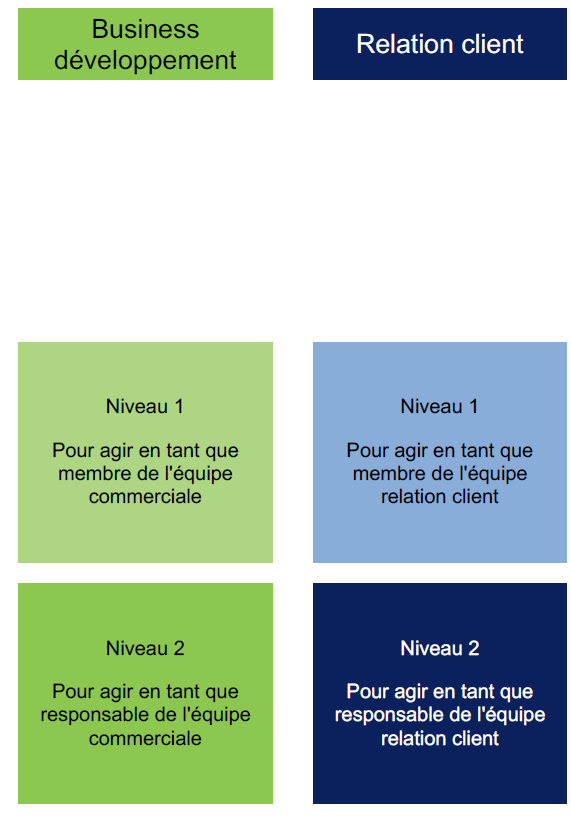 Business
développement
Relation client
Niveau 1
Pour agir en tant que
membre de l'équipe
commerciale
Niveau 1
Pour agir en tant que
membre de l'équipe
relation client
Niveau 2
Pour agir en tant que
responsable de l'équipe
commerciale
Niveau 2
Pour agir en tant que
responsable de l'équipe
relation client